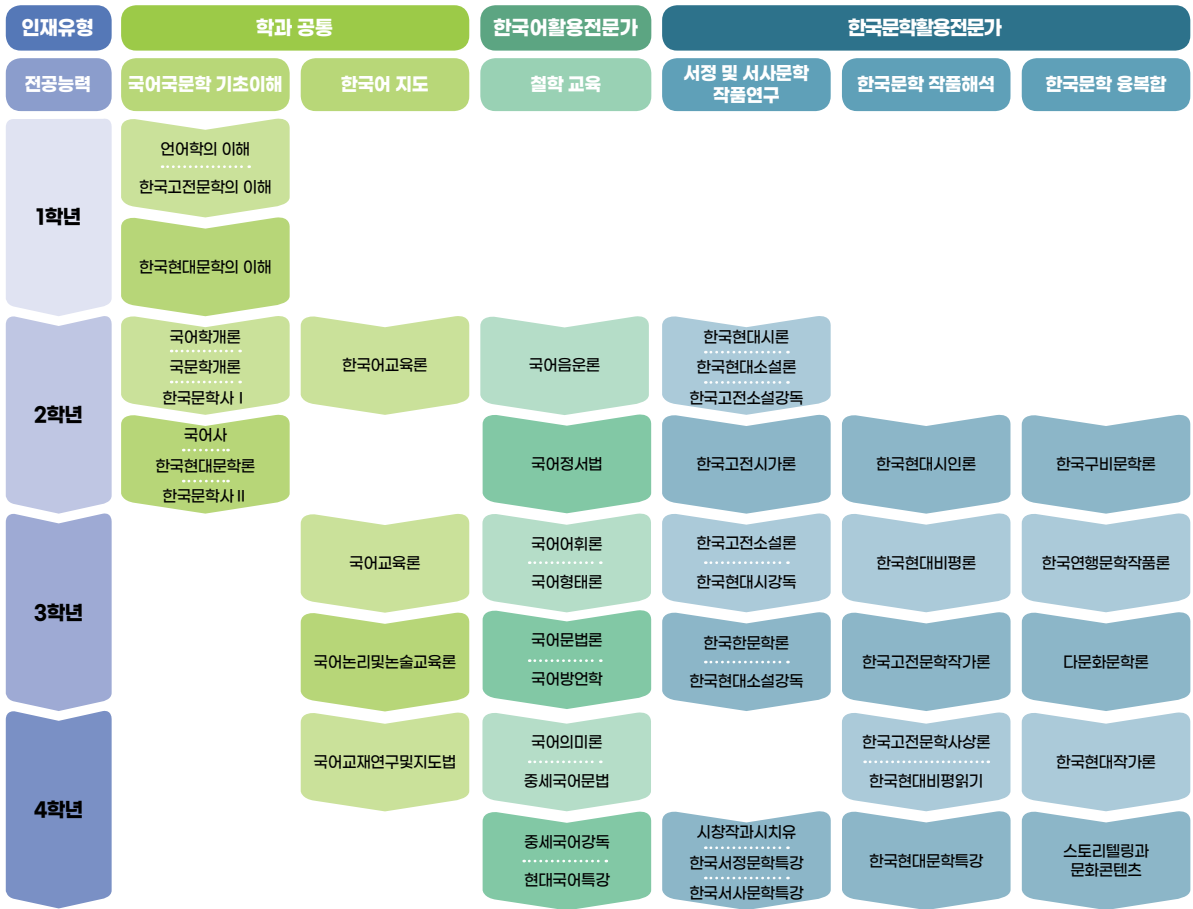 인재유형
학과 공통
한국어활용전문가
한국문학활용전문가
전공능력
국어국문학 기초이해
한국어 지도
철학 교육
서정 및 서사문학
작품연구
한국문학 작품해석
한국문학 융복합
1학년
언어학의 이해
한국고전문학의 이해
한국현대문학의 이해
2학년
국어학개론
국문학개론
한국문학사 I
한국어교육론
국어음운론
한국현대시론
한국현대소설론
한국고전소설강독
국어사
한국현대문학론
한국문학사 II
국어정서법
한국고전시가론
한국현대시인론
한국구비문학론
3학년
국어교육론
국어어휘론
국어형태론
한국고전소설론
한국현대시강독
한국현대비평론
한국연행문학작품론
국어논리및논술교육론
국어문법론
국어방언학
한국한문학론
한국현대소설강독
한국고전문학작가론
다문화문학론
4학년
국어교재연구및지도법
국어의미론
중세국어문법
한국고전문학사상론
한국현대비평읽기
한국현대작가론
중세국어강독
현대국어특강
시창작과시치유
한국서정문학특강
한국서사문학특강
한국현대문학특강
스토리텔링과
문화콘텐츠